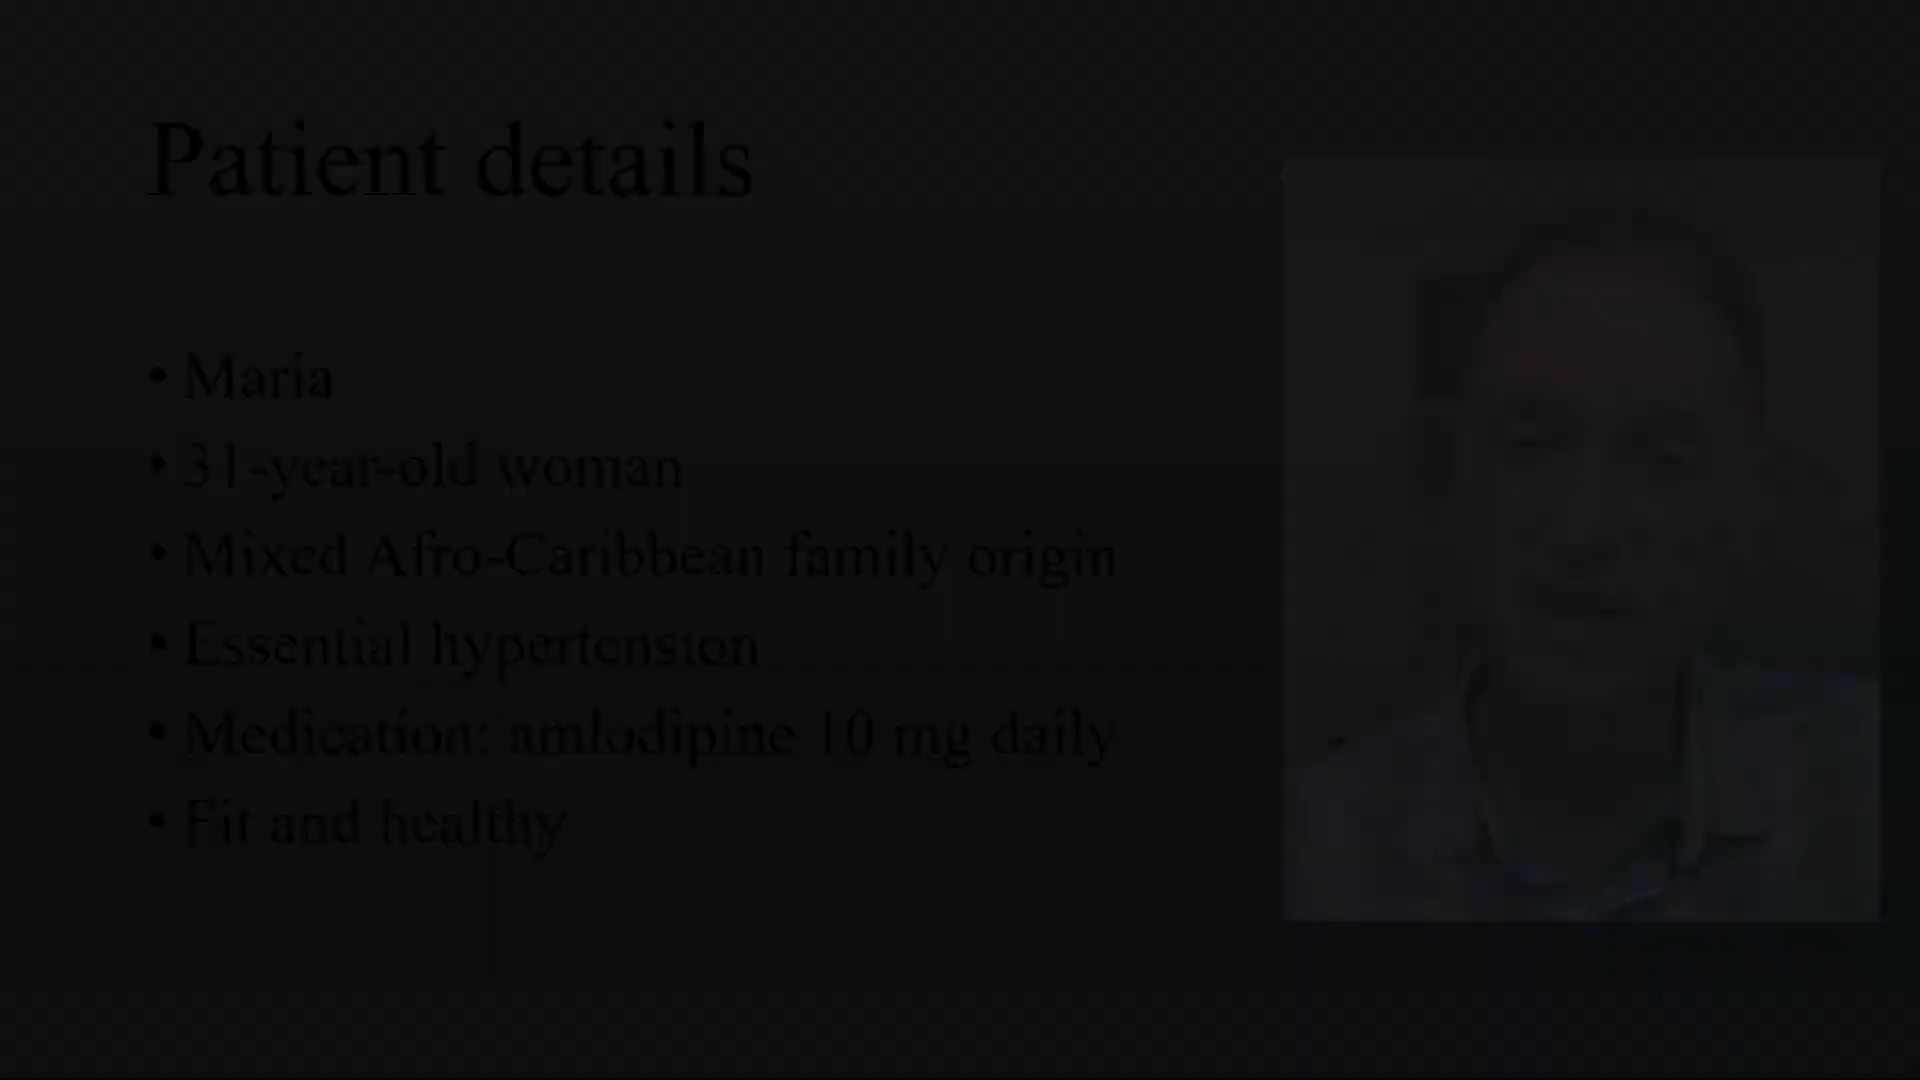 Patient details
• Maria
• 31-year-old woman
• Mixed Afro-Caribbean family origin
• Essential hypertension
• Medication: amlodipine 10 mg daily
• Fit and healthy